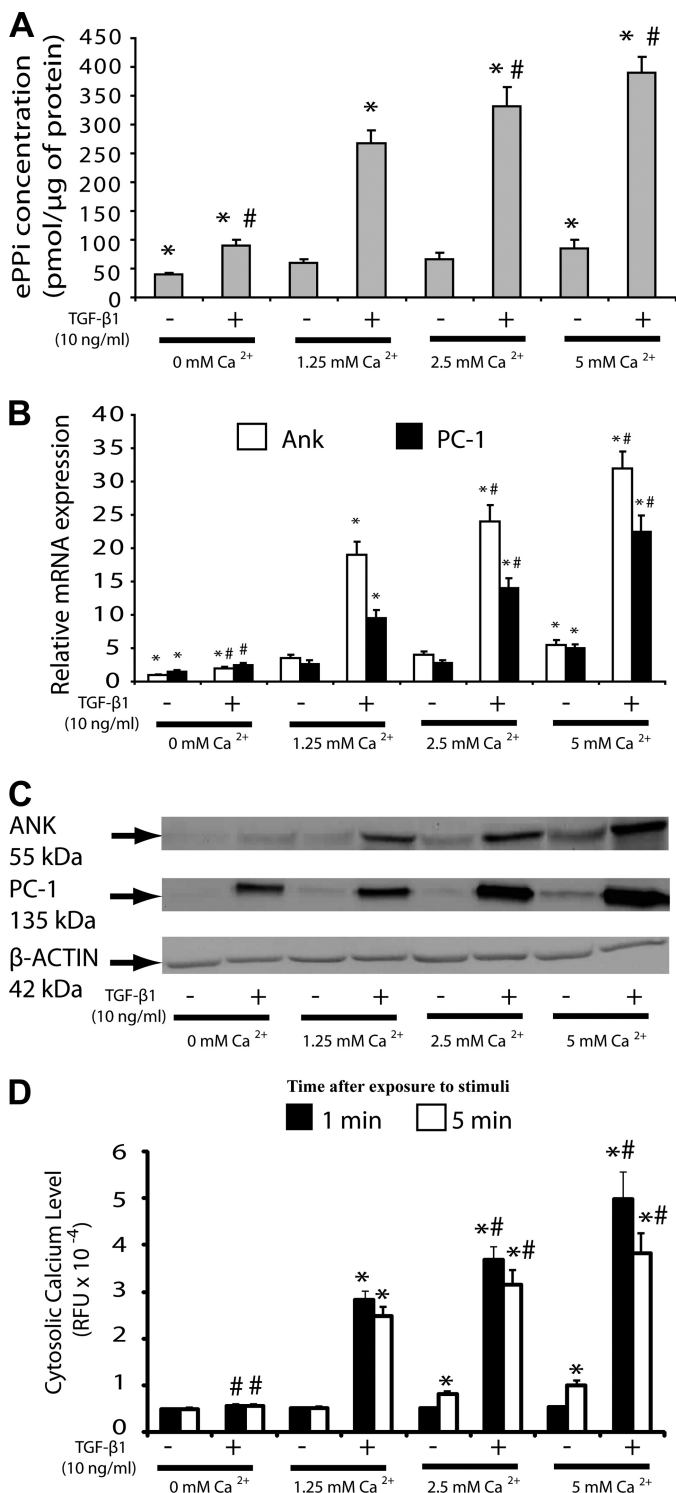 A
ePPi concentration
(pmol/µg of protein)
450
400
350
300
250
200
150
100
50
0
* * # * * # * * #
TGF-β1 - + - + - + - +
(10 ng/ml)
0 mM Ca 2+ 1.25 mM Ca 2+ 2.5 mM Ca 2+ 5 mM Ca 2+
B
Relative mRNA expression
40
35
30
25
20
15
10
5
0
Ank PC-1
* * *# # * * *# *# * * *# *#
TGF-β1 - + - + - + - +
(10 ng/ml)
0 mM Ca 2+ 1.25 mM Ca 2+ 2.5 mM Ca 2+ 5 mM Ca 2+
C
ANK
55 kDa
PC-1
135 kDa
β-ACTIN
42 kDa
TGF-β1 - + - + - + - +
(10 ng/ml)
0 mM Ca 2+ 1.25 mM Ca 2+ 2.5 mM Ca 2+ 5 mM Ca 2+
D
Time after exposure to stimuli
1 min 5 min
Cytosolic Calcium Level
(RFU x 10 -4)
6
5
4
3
2
1
0
# # * * * *# *# * *# *#
TGF-β1 - + - + - + - +
(10 ng/ml)
0 mM Ca 2+ 1.25 mM Ca 2+ 2.5 mM Ca 2+ 5 mM Ca 2+